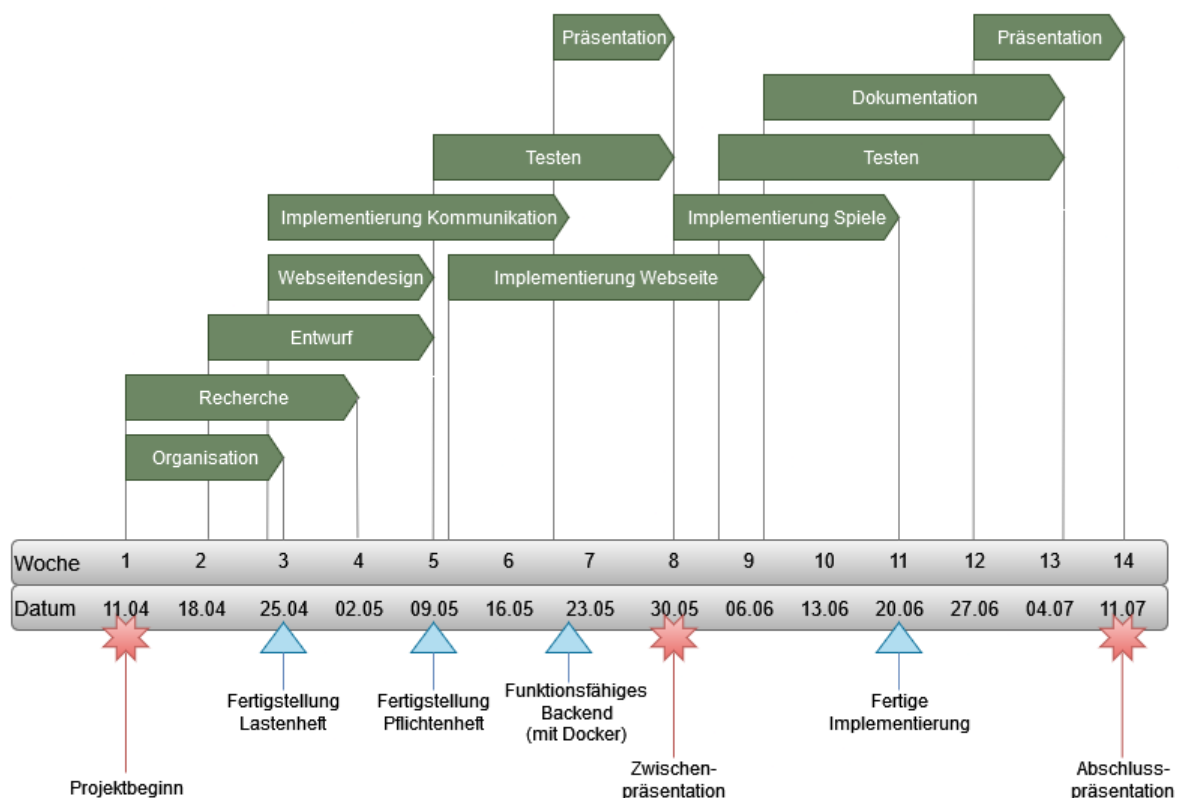 Präsentation
Präsentation
Dokumentation
Testen
Testen
Implementierung Kommunikation
Implementierung Spiele
Webseitendesign
Implementierung Webseite
Entwurf
Recherche
Organisation
Woche 1 2 3 4 5 6 7 8 9 10 11 12 13 14
Datum 11.04 18.04 25.04 02.05 09.05 16.05 23.05 30.05 06.06 13.06 20.06 27.06 04.07 11.07
Fertigstellung
Lastenheft
Fertigstellung
Pflichtenheft
Funktionsfähiges
Backend
(mit Docker)
Fertige
Implementierung
Projektbeginn
Zwischen-
präsentation
Abschluss-
präsentation